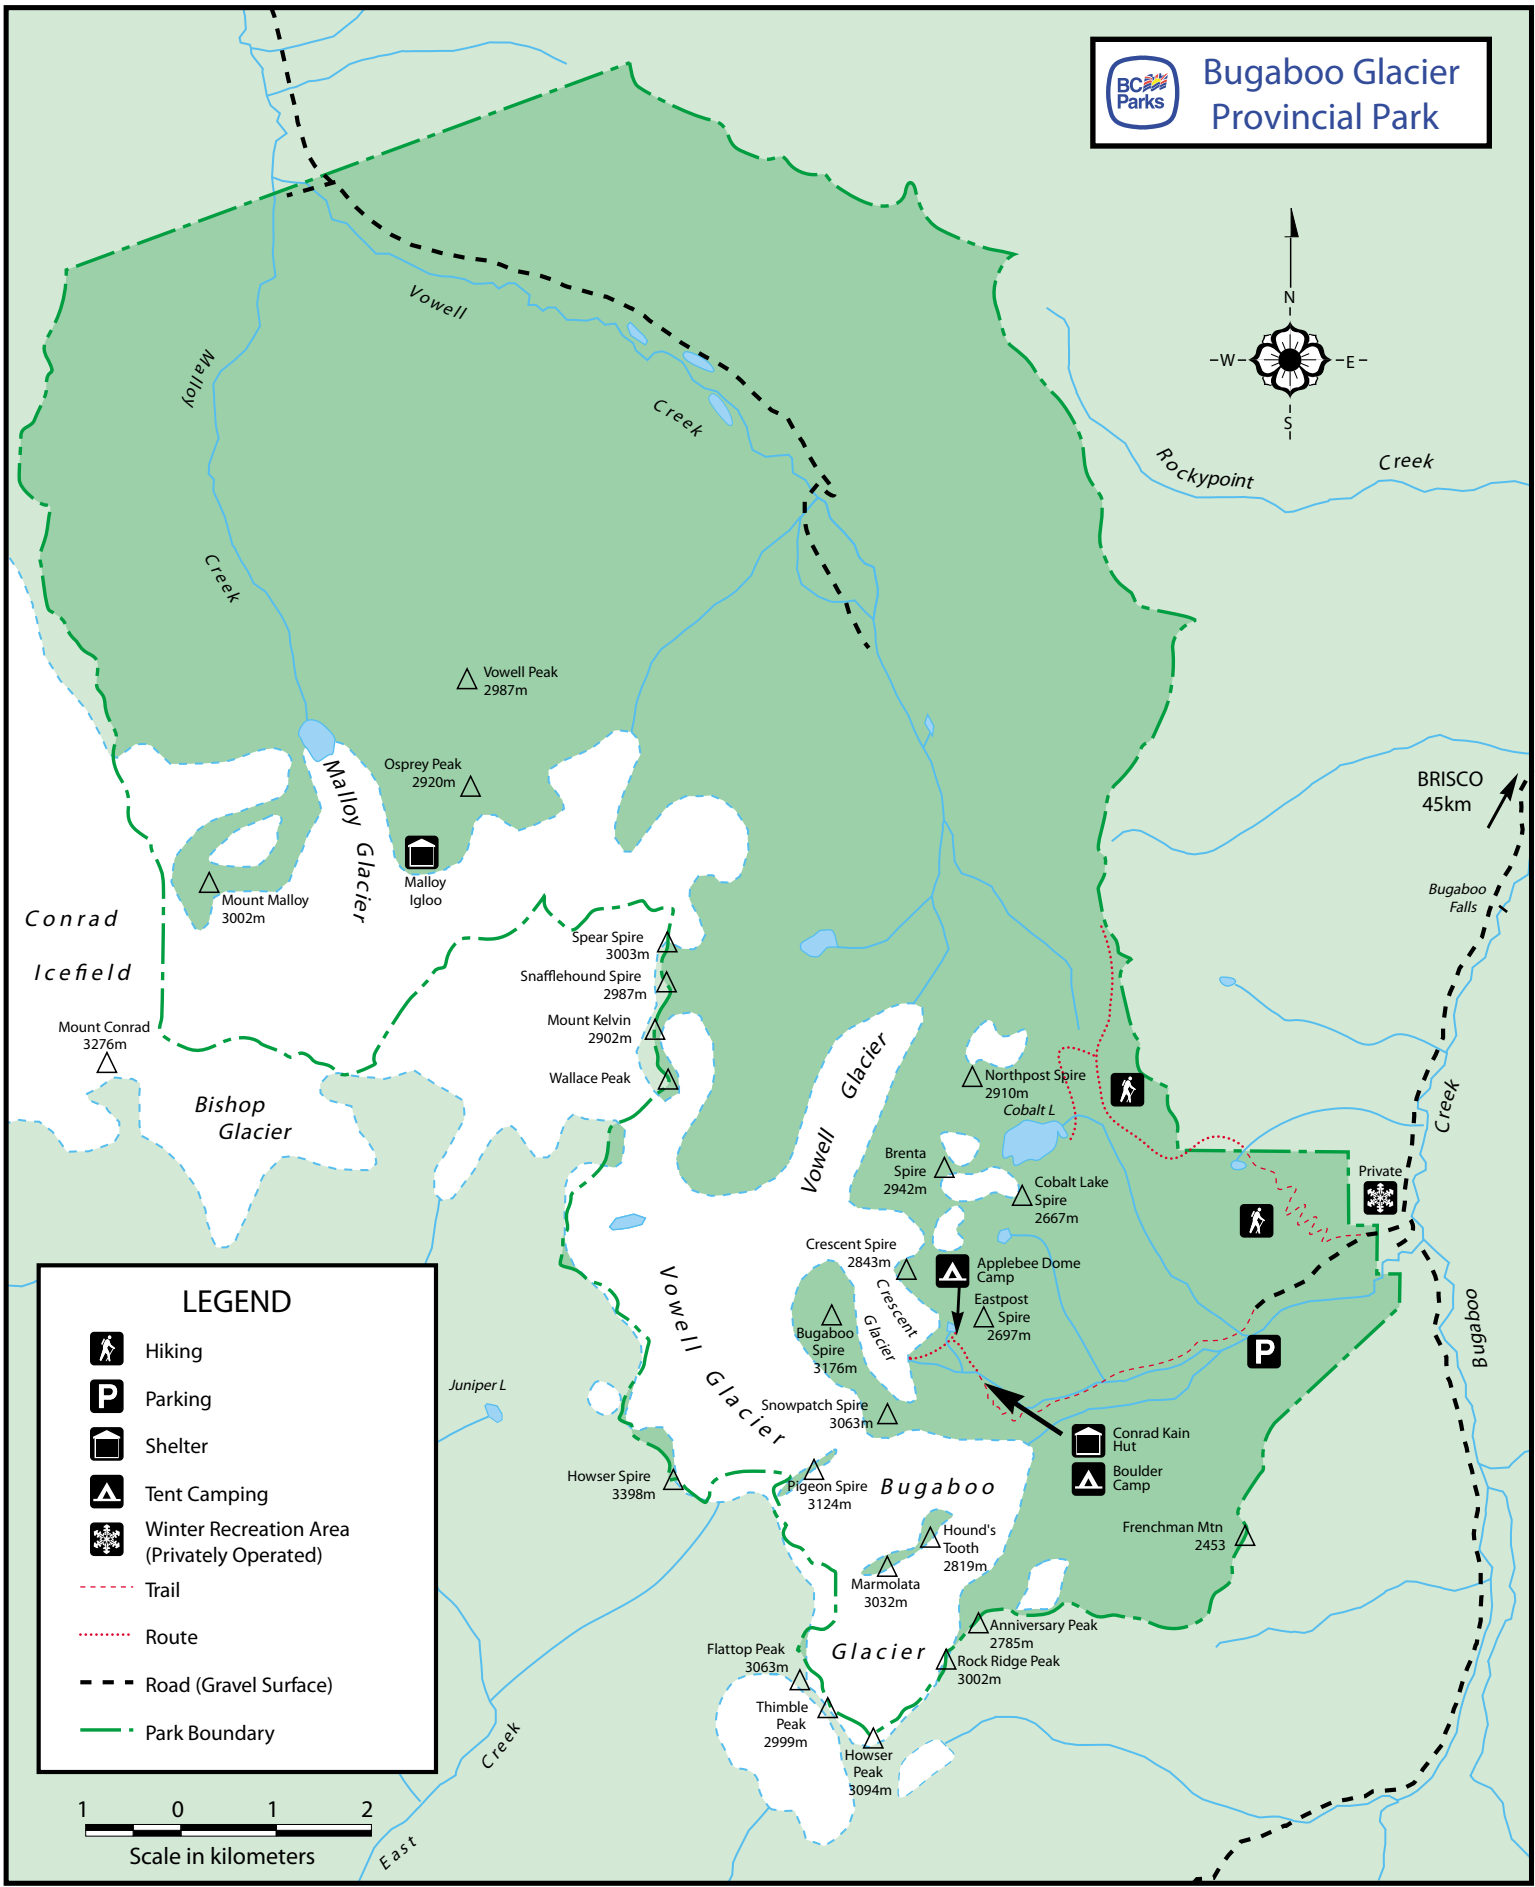 BC
Parks
Bugaboo Glacier
Provincial Park
N
W
E
S
Vowell
Creek
Malloy
Creek
Rockypoint
Creek
Vowell Peak
2987m
Osprey Peak
2920m
Malloy
Glacier
Malloy
Igloo
Mount Malloy
3002m
BRISCO
45km
Bugaboo
Falls
Conrad
Icefield
Spear Spire
3003m
Snafflehound Spire
2987m
Mount Kelvin
2902m
Wallace Peak
Mount Conrad
3276m
Bishop
Glacier
Vowell
Glacier
Northpost Spire
2910m
Cobalt L
Creek
Brenta
Spire
2942m
Cobalt Lake
Spire
2667m
Private
Crescent Spire
2843m
Applebee Dome
Camp
Eastpost
Spire
2697m
Crescent
Glacier
Bugaboo
Spire
3176m
Vowell
Glacier
Bugaboo
Juniper L
Snowpatch Spire
3063m
Conrad Kain
Hut
Boulder
Camp
Howser Spire
3398m
Pigeon Spire
3124m
Bugaboo
Glacier
Hound's
Tooth
2819m
Marmolata
3032m
Frenchman Mtn
2453
Anniversary Peak
2785m
Rock Ridge Peak
3002m
Flattop Peak
3063m
Thimble
Peak
2999m
Howser
Peak
3094m
Creek
East
LEGEND
Hiking
P
Parking
Shelter
Tent Camping
Winter Recreation Area
(Privately Operated)
Trail
Route
Road (Gravel Surface)
Park Boundary
P
1 0 1 2
Scale in kilometers